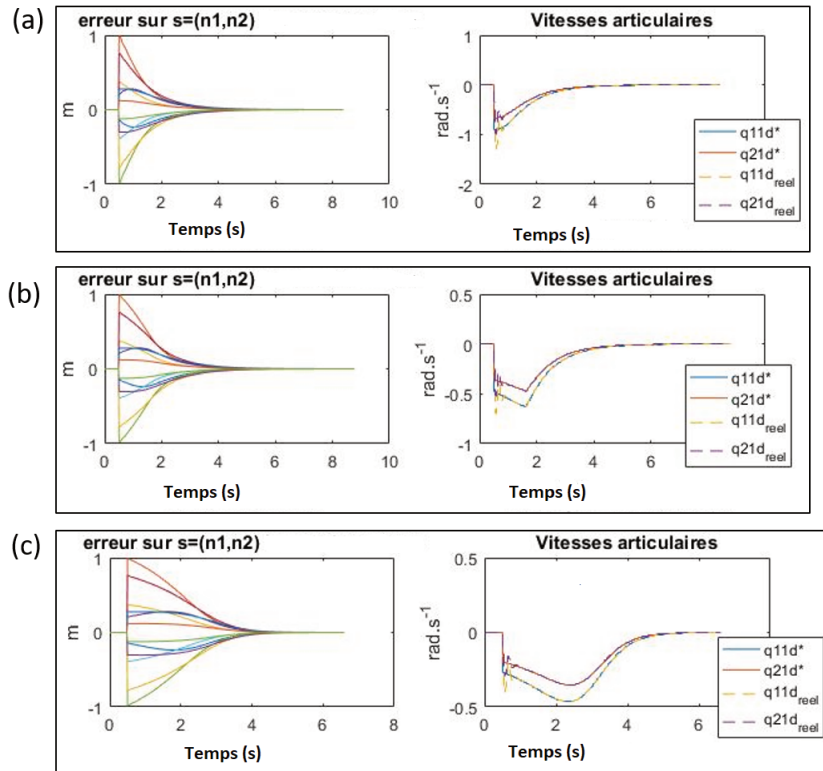 (a)
erreur sur s=(n1,n2)
1
0
-1
m
0 2 4 6 8 10
Temps (s)
Vitesses articulaires
1
0
-1
-2
rad.s-1
0 2 4 6
Temps (s)
q11d*
q21d*
q11dreel
q21dreel
(b)
erreur sur s=(n1,n2)
1
0
-1
m
0 2 4 6 8 10
Temps (s)
Vitesses articulaires
0.5
0
-0.5
-1
rad.s-1
0 2 4 6
Temps (s)
q11d*
q21d*
q11dreel
q21dreel
(c)
erreur sur s=(n1,n2)
1
0
-1
m
0 2 4 6 8
Temps (s)
Vitesses articulaires
0.5
0
-0.5
rad.s-1
0 2 4 6
Temps (s)
q11d*
q21d*
q11dreel
q21dreel